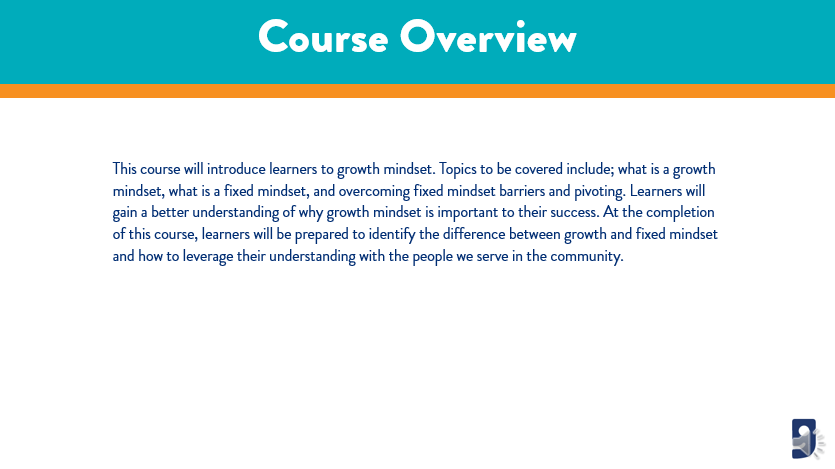 Course Overview
This course will introduce learners to growth mindset. Topics to be covered include; what is a growth
mindset, what is a fixed mindset, and overcoming fixed mindset barriers and pivoting. Learners will
gain a better understanding of why growth mindset is important to their success. At the completion
of this course, learners will be prepared to identify the difference between growth and fixed mindset
and how to leverage their understanding with the people we serve in the community.